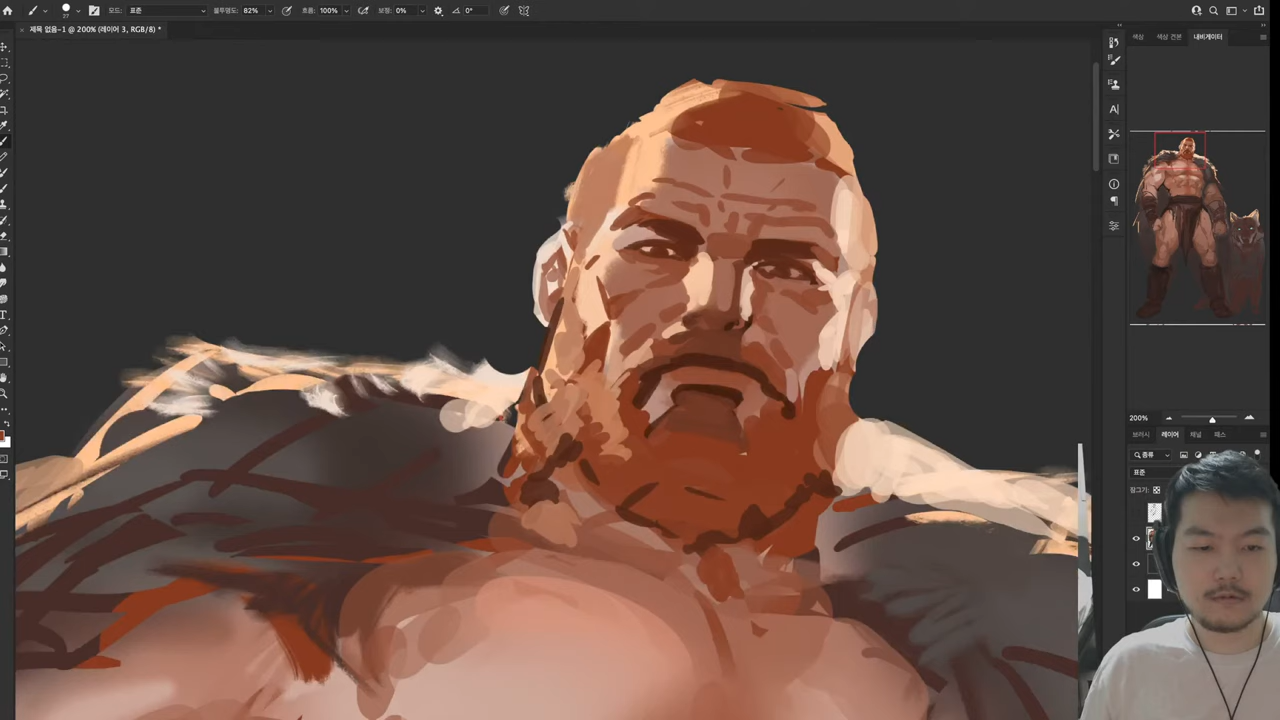 모드: 표준 불투명도: 82% 흐름: 100% 보정: 0% 0°
27
제목 없음-1 @ 200% (레이어 3, RGB/8) *
색상 색상 견본 내비게이터
200%
브러시 레이어 채널 패스
종류
표준
잠그기: